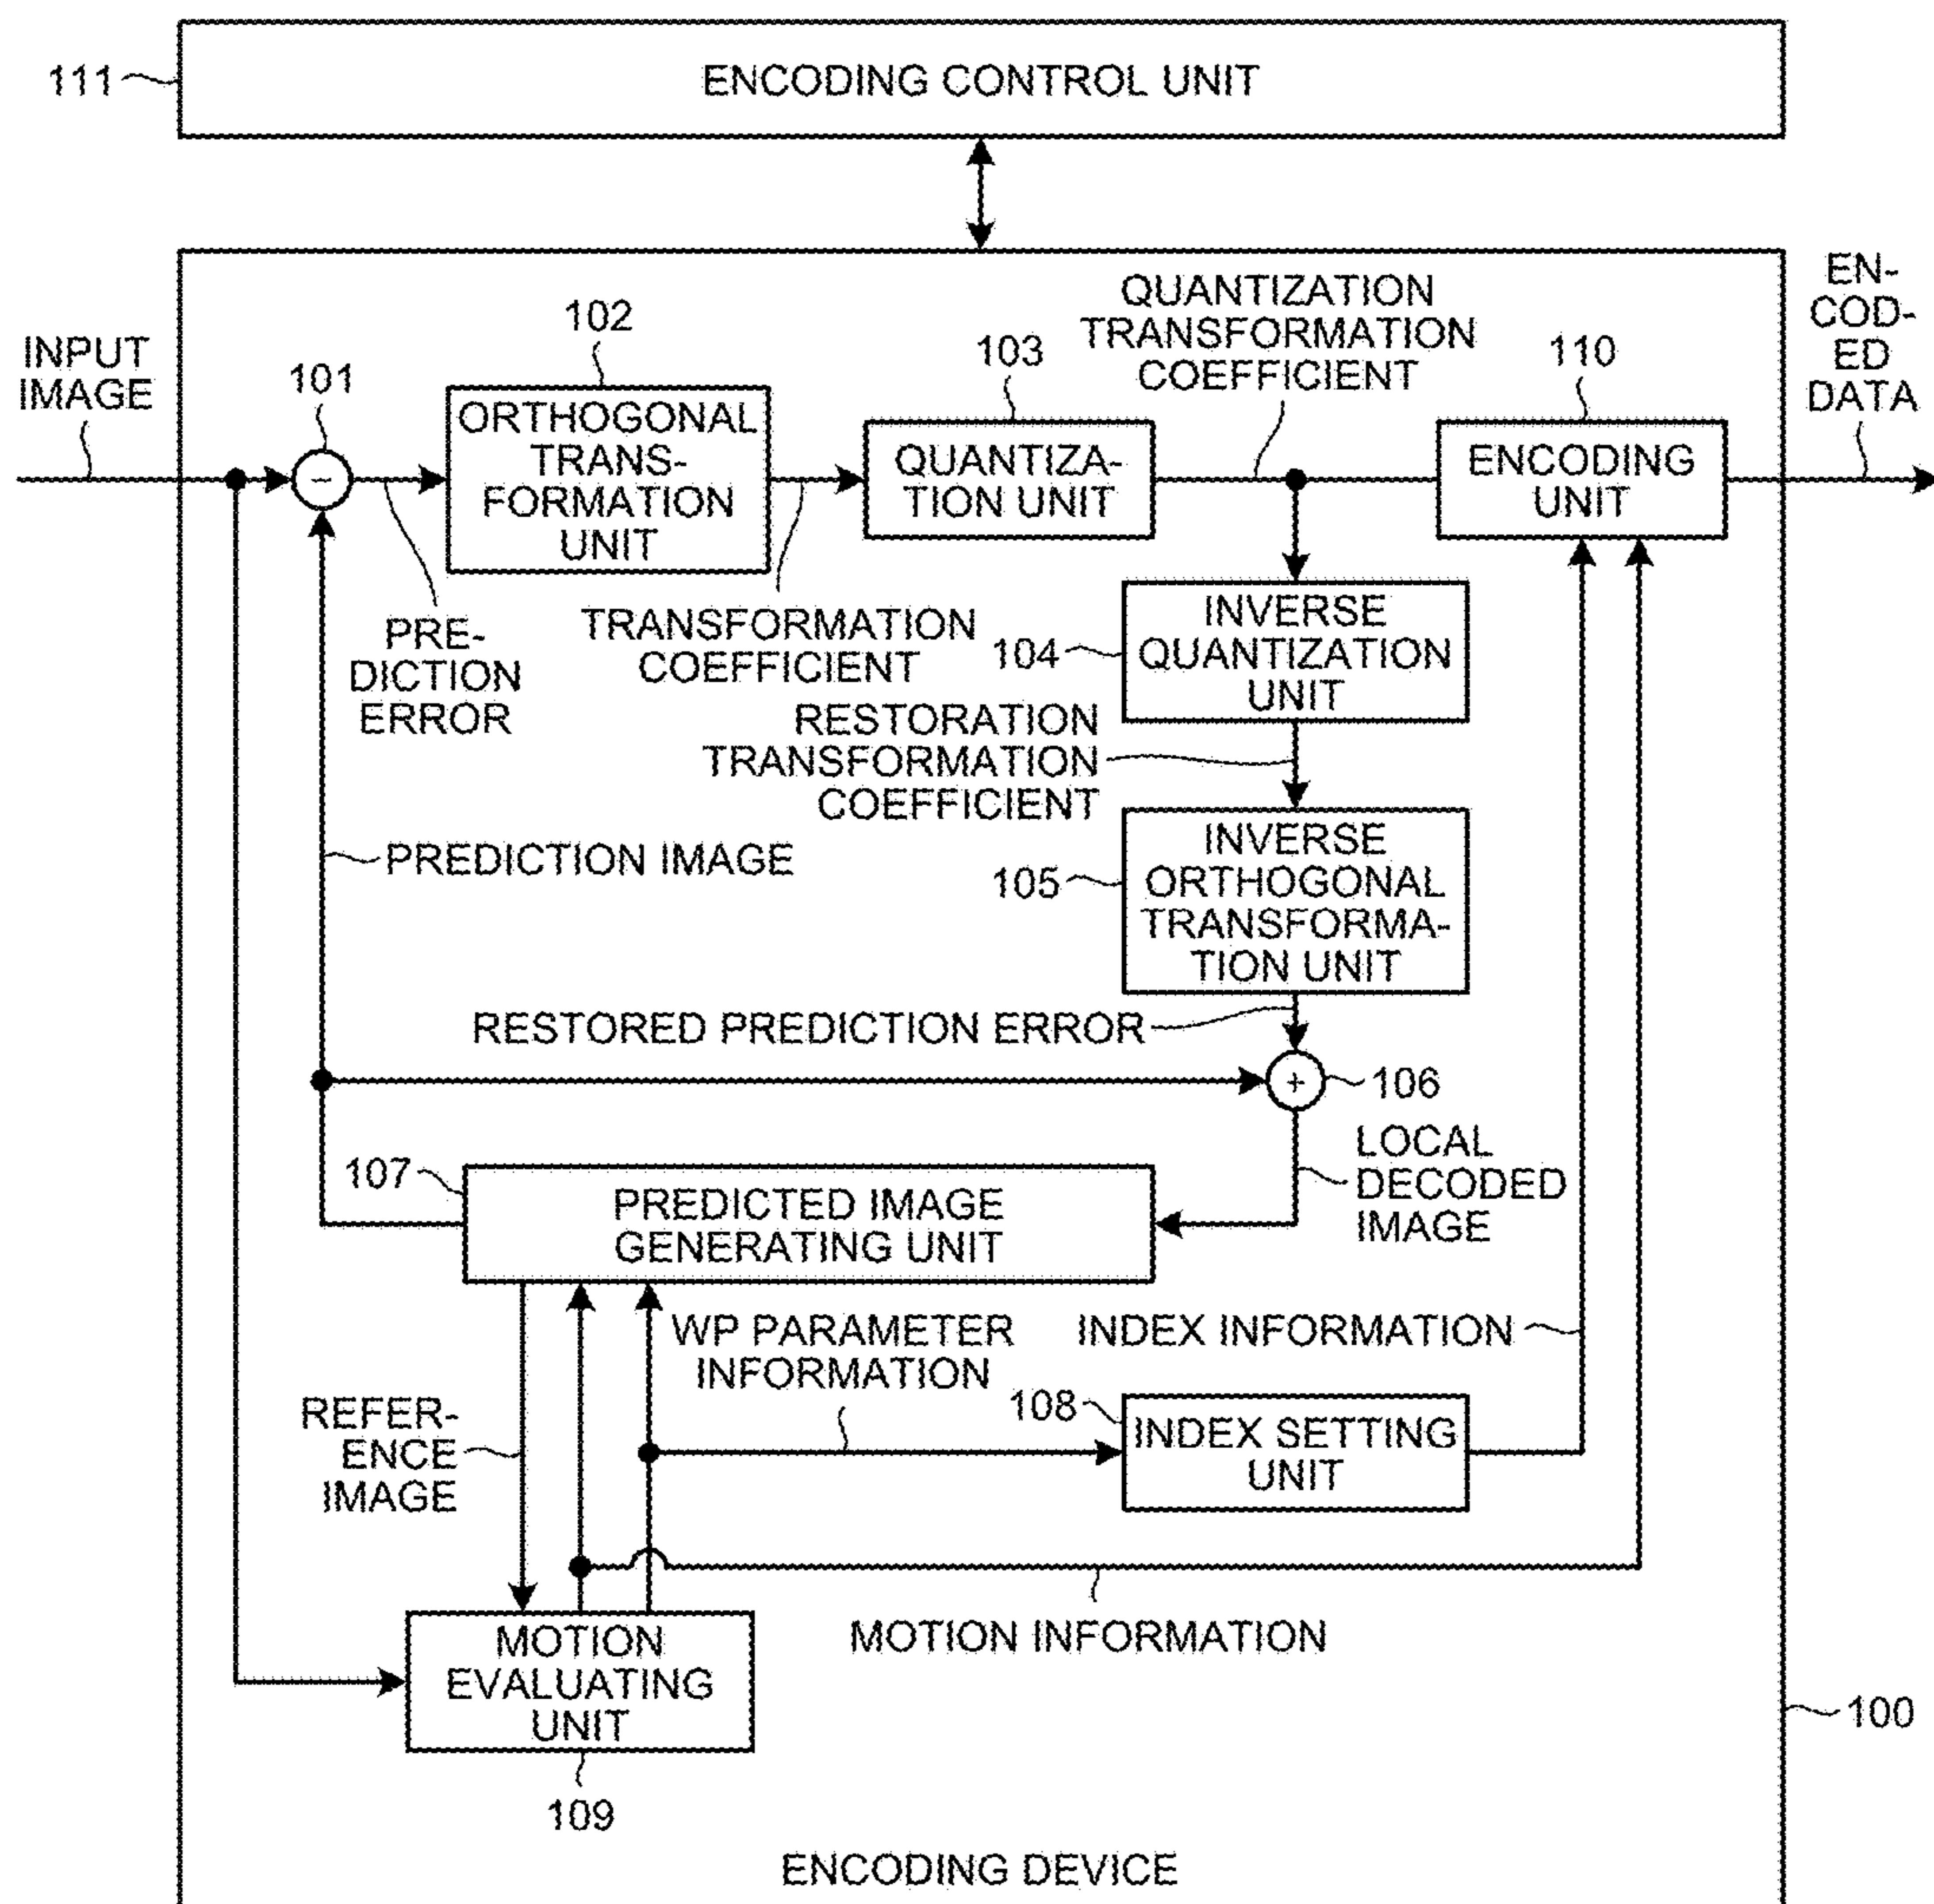 111
ENCODING CONTROL UNIT
INPUT
IMAGE
101
102
ORTHOGONAL
TRANS-
FORMATION
UNIT
103
QUANTIZA-
TION UNIT
QUANTIZATION
TRANSFORMATION
COEFFICIENT
110
ENCODING
UNIT
EN-
COD-
ED
DATA
−
PRE-
DICTION
ERROR
TRANSFORMATION
COEFFICIENT
104
INVERSE
QUANTIZATION
UNIT
RESTORATION
TRANSFORMATION
COEFFICIENT
PREDICTION IMAGE
105
INVERSE
ORTHOGONAL
TRANSFORMA-
TION UNIT
RESTORED PREDICTION ERROR
+
106
LOCAL
DECODED
IMAGE
107
PREDICTED IMAGE
GENERATING UNIT
WP PARAMETER
INFORMATION
INDEX INFORMATION
REFER-
ENCE
IMAGE
108
INDEX SETTING
UNIT
MOTION INFORMATION
MOTION
EVALUATING
UNIT
109
100
ENCODING DEVICE